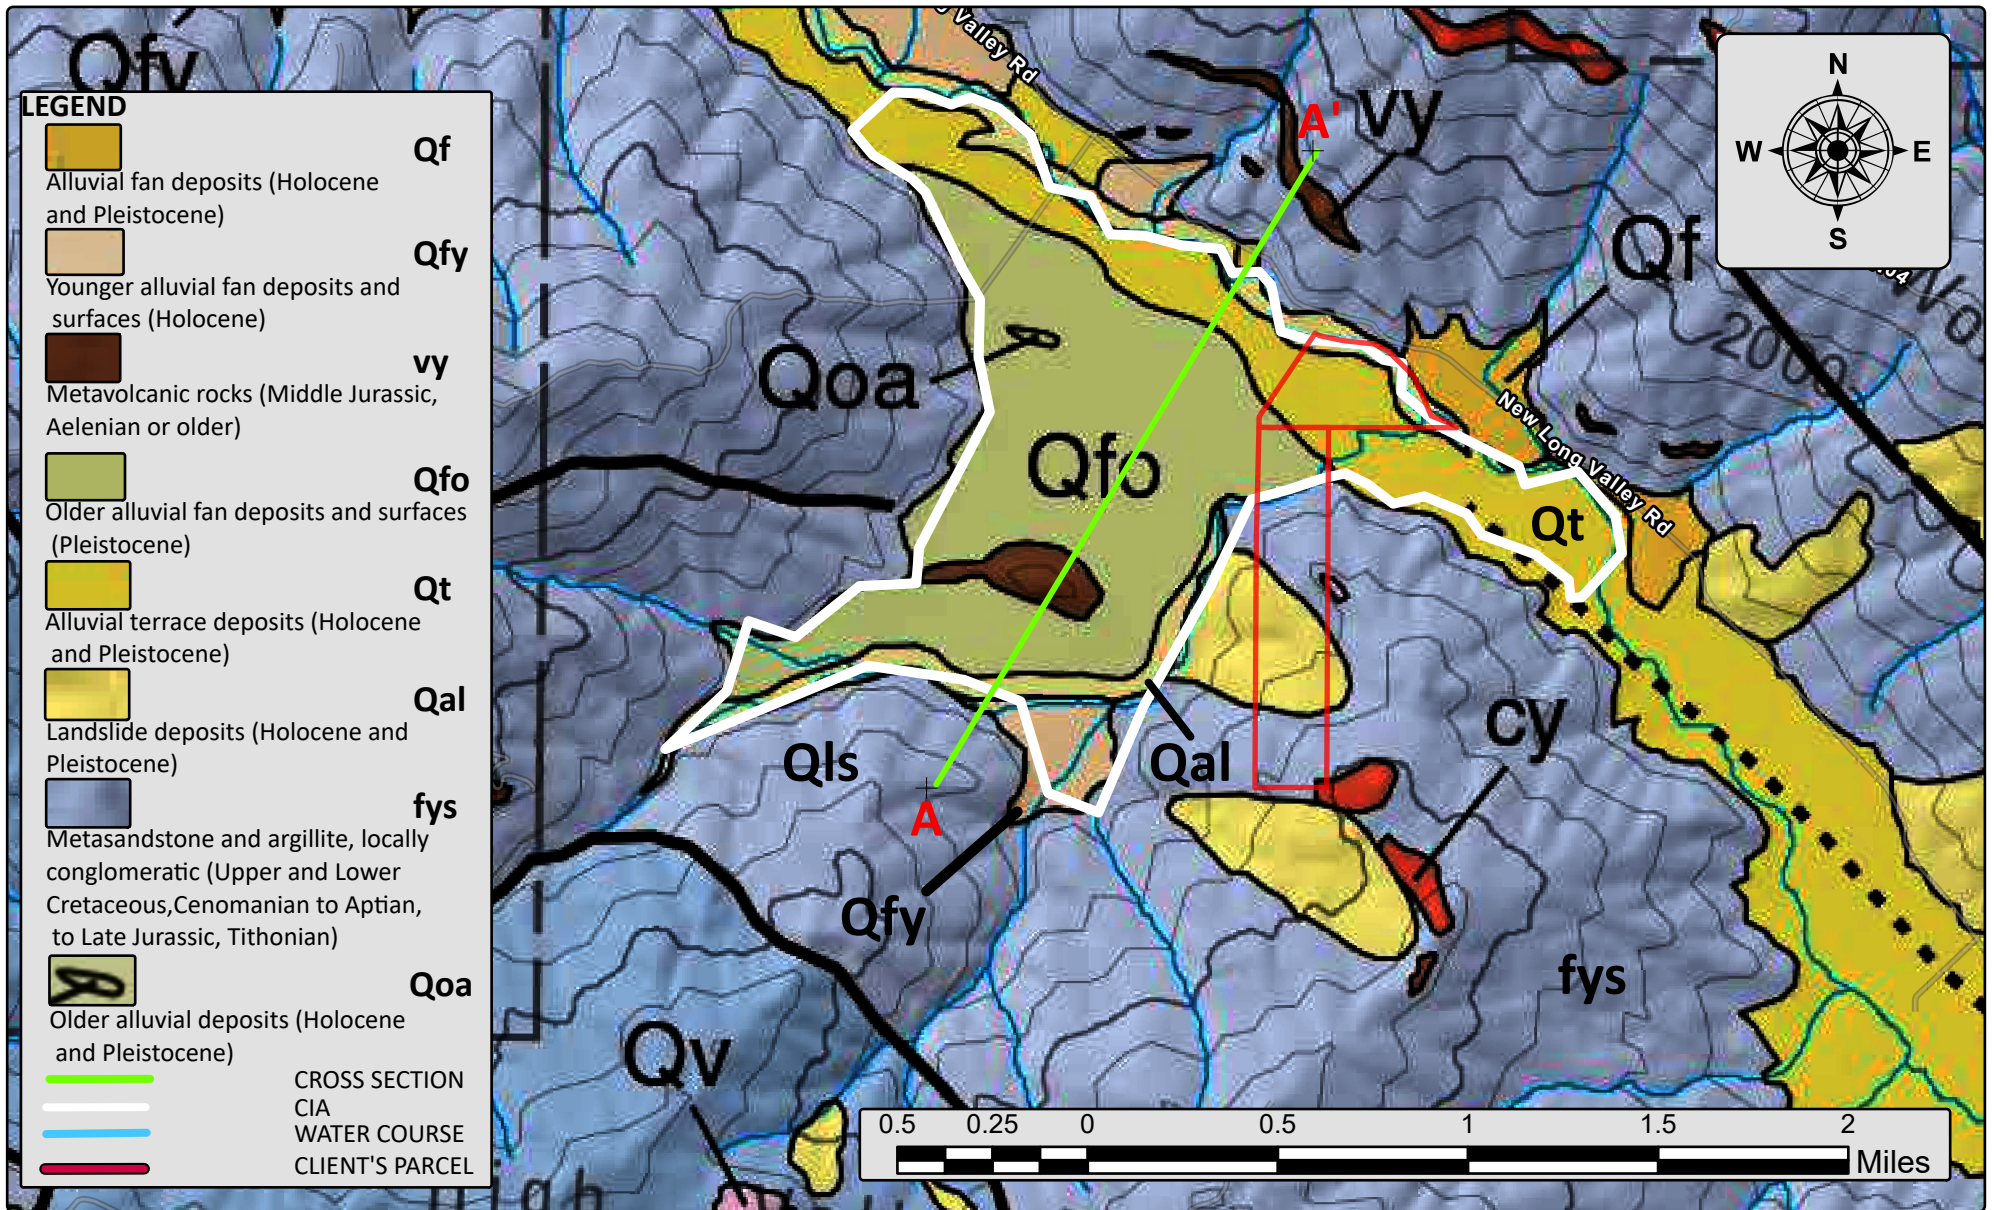 Qfy
LEGEND
Qf
Alluvial fan deposits (Holocene
and Pleistocene)
Qfy
Younger alluvial fan deposits and
surfaces (Holocene)
vy
Metavolcanic rocks (Middle Jurassic,
Aelenian or older)
Qfo
Older alluvial fan deposits and surfaces
(Pleistocene)
Qt
Alluvial terrace deposits (Holocene
and Pleistocene)
Qal
Landslide deposits (Holocene and
Pleistocene)
fys
Metasandstone and argillite, locally
conglomeratic (Upper and Lower
Cretaceous,Cenomanian to Aptian,
to Late Jurassic, Tithonian)
Qoa
Older alluvial deposits (Holocene
and Pleistocene)
CROSS SECTION
CIA
WATER COURSE
CLIENT'S PARCEL
g Valley Rd
A'
vy
N
W
E
S
Qf
2000
Qoa
Qfo
New Long Valley Rd
Qt
Qls
A
Qal
cy
Qfy
fys
Qv
0.5 0.25 0 0.5 1 1.5 2
Miles